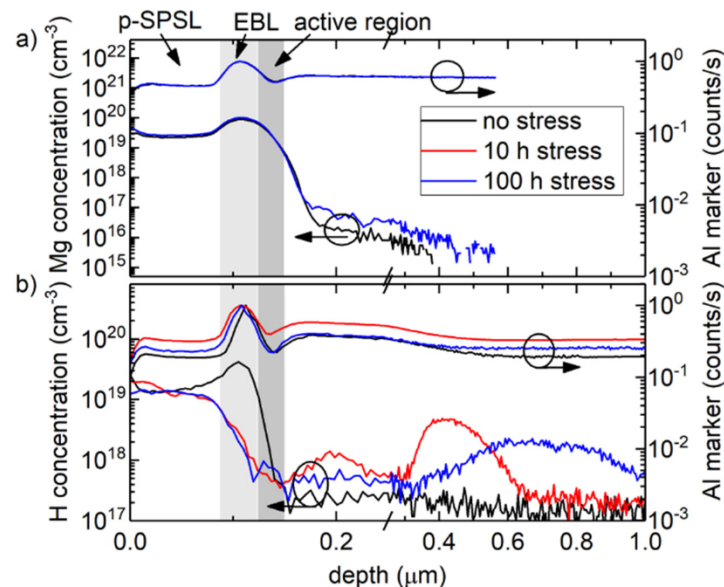 p-SPSL EBL active region
a)
Mg concentration (cm⁻³)
10²²
10²¹
10²⁰
10¹⁹
10¹⁸
10¹⁷
10¹⁶
10¹⁵
no stress
10 h stress
100 h stress
10⁰
10⁻¹
10⁻²
10⁻³
Al marker (counts/s)
b)
H concentration (cm⁻³)
10²⁰
10¹⁹
10¹⁸
10¹⁷
10⁰
10⁻¹
10⁻²
10⁻³
Al marker (counts/s)
0.0 0.2 0.4 0.6 0.8 1.0
depth (μm)